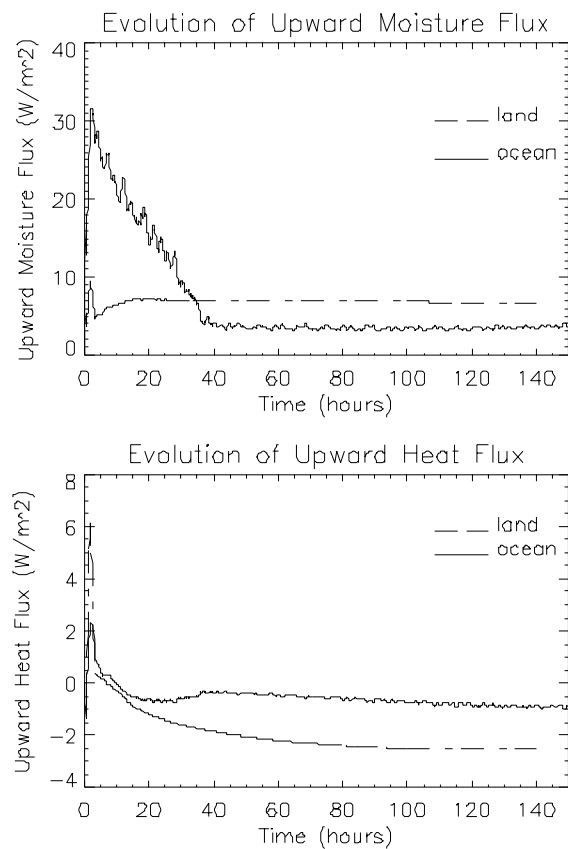 Evolution of Upward Moisture Flux
Upward Moisture Flux (W/m^2)
40
30
20
10
0
land
ocean
0 20 40 60 80 100 120 140
Time (hours)
Evolution of Upward Heat Flux
Upward Heat Flux (W/m^2)
8
6
4
2
0
-2
-4
land
ocean
0 20 40 60 80 100 120 140
Time (hours)